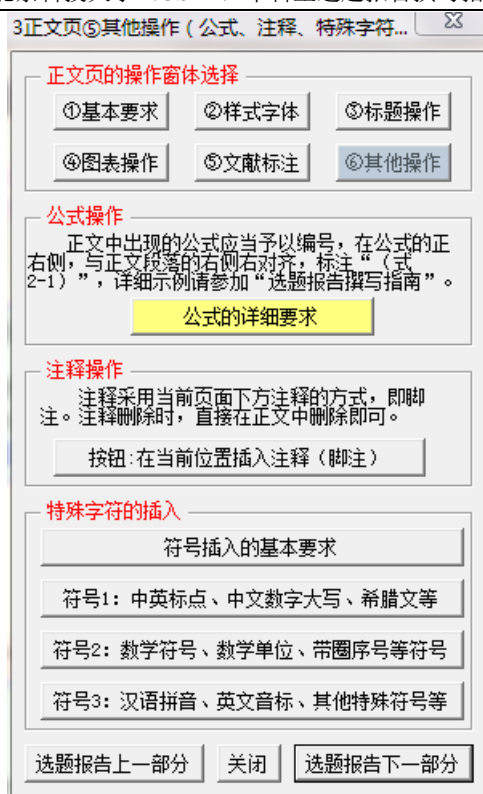 3正文页⑤其他操作(公式、注释、特殊字符...
正文页的操作窗体选择
①基本要求 ②样式字体 ③标题操作
④图表操作 ⑤文献标注 ⑥其他操作
公式操作
正文中出现的公式应当予以编号，在公式的正
右侧，与正文段落的右侧右对齐，标注“（式
2-1）”，详细示例请参加“选题报告撰写指南”。
公式的详细要求
注释操作
注释采用当前页面下方注释的方式，即脚
注。注释删除时，直接在正文中删除即可。
按钮:在当前位置插入注释（脚注）
特殊字符的插入
符号插入的基本要求
符号1：中英标点、中文数字大写、希腊文等
符号2：数学符号、数学单位、带圈序号等符号
符号3：汉语拼音、英文音标、其他特殊符号等
选题报告上一部分 关闭 选题报告下一部分